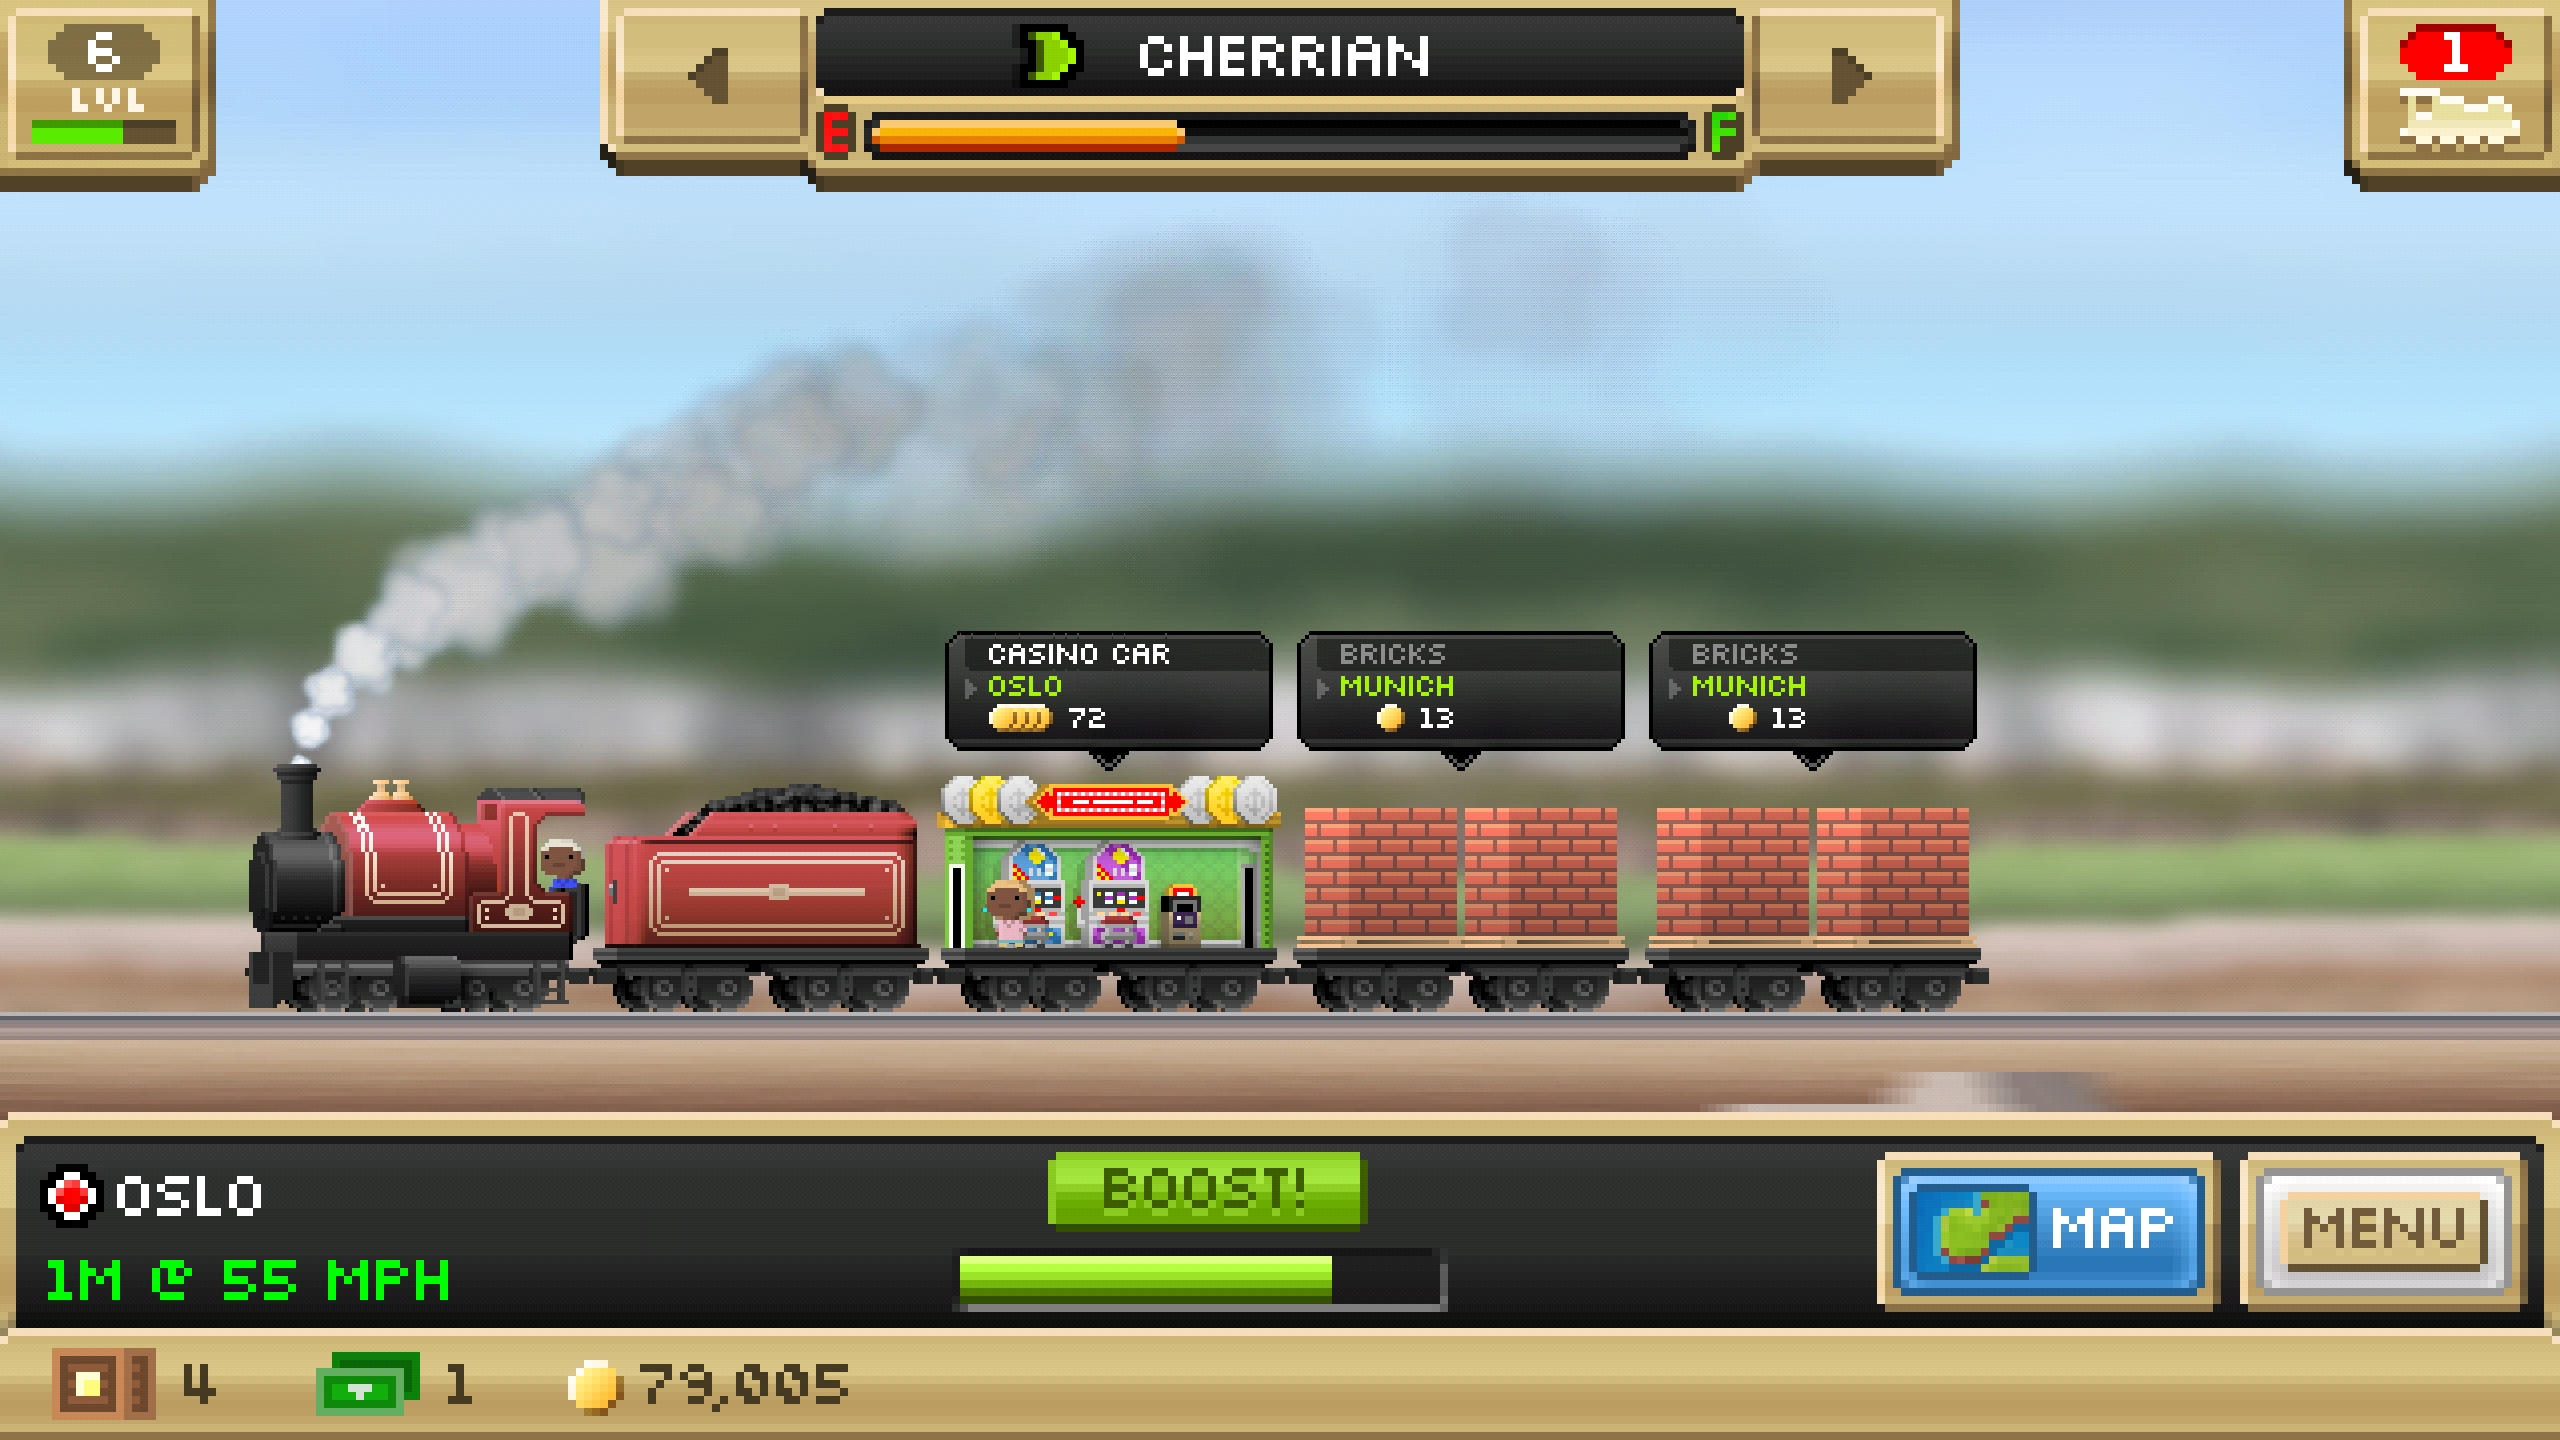 6
LVL
CHERRIAN
E F
1
CASINO CAR
OSLO
72
BRICKS
MUNICH
13
BRICKS
MUNICH
13
OSLO
1M @ 55 MPH
BOOST!
MAP
MENU
4
1
79,005